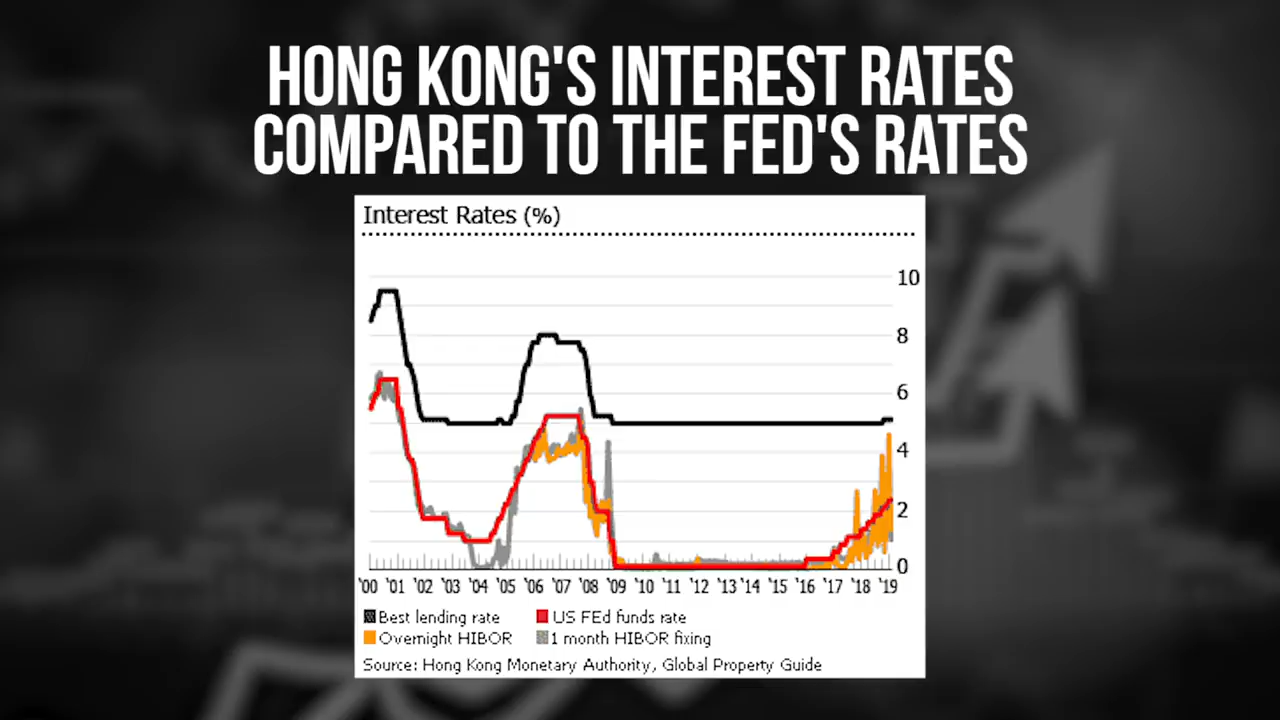 HONG KONG'S INTEREST RATES
COMPARED TO THE FED'S RATES
Interest Rates (%)
10
8
6
4
2
0
'00 '01 '02 '03 '04 '05 '06 '07 '08 '09 '10 '11 '12 '13 '14 '15 '16 '17 '18 '19
Best lending rate US FEd funds rate
Overnight HIBOR 1 month HIBOR fixing
Source: Hong Kong Monetary Authority, Global Property Guide